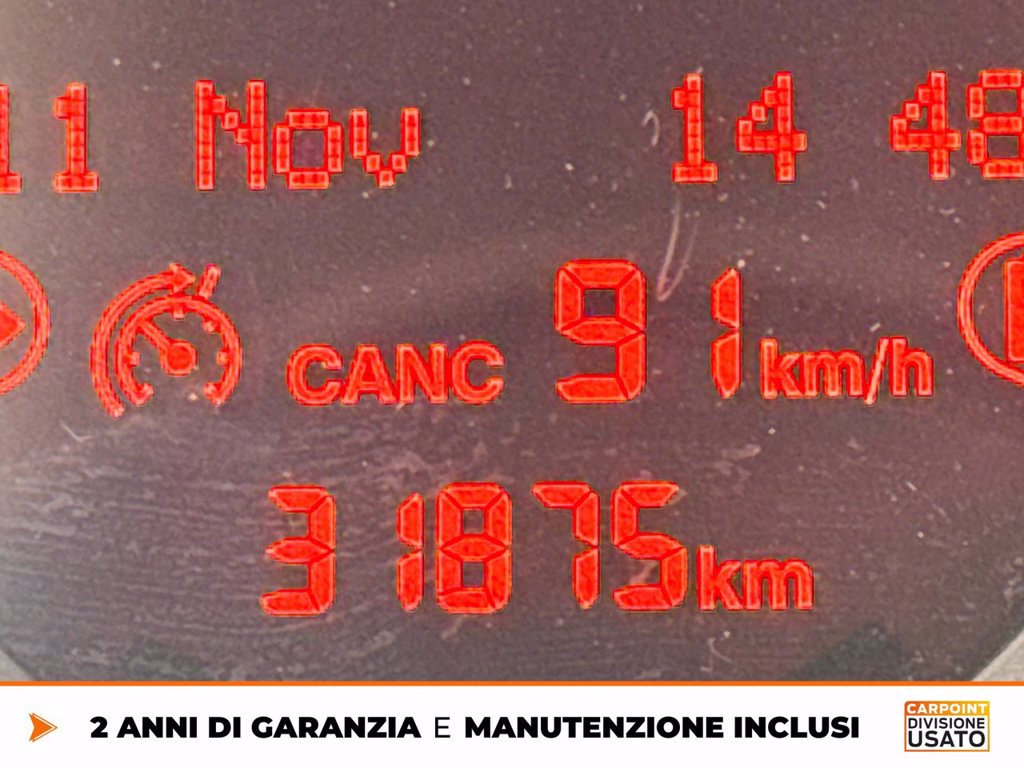 11 Nov 14 48
CANC 91 km/h
31875 km
2 ANNI DI GARANZIA E MANUTENZIONE INCLUSI
CARPOINT
DIVISIONE
USATO